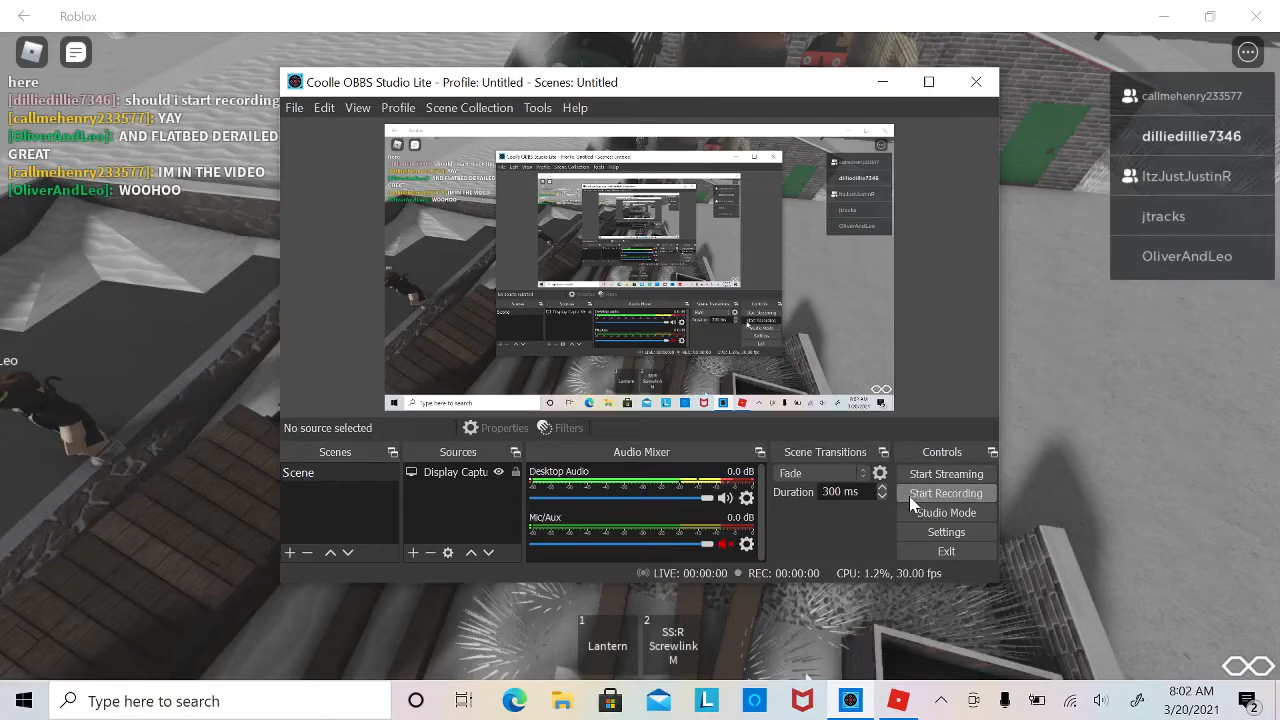 Roblox
here
[dilliedillie7346]: should i start recording
[callmehenry233577]: YAY
[OliverAndLeo]: AND FLATBED DERAILED
GREAT
[callmehenry233577]: IM IN THE VIDEO
[OliverAndLeo]: WOOHOO
Leo
callmehenry233577
dilliedillie7346
ItzJustJustinR
jtracks
OliverAndLeo
Coolle OBBS Studio Lite - Profile: Untitled - Scenes: Untitled
File Edit View Profile Scene Collection Tools Help
No source selected Properties Filters
Scenes
Scene
Sources
Display Captu
Audio Mixer
Desktop Audio 0.0 dB
Mic/Aux 0.0 dB
Scene Transitions
Fade
Duration 300 ms
Controls
Start Streaming
Start Recording
Studio Mode
Settings
Exit
LIVE: 00:00:00 REC: 00:00:00 CPU: 1.2%, 30.00 fps
1
Lantern
2
SS:R
Screwlink
M
Type here to search
8:02 AM
3/20/2021
2